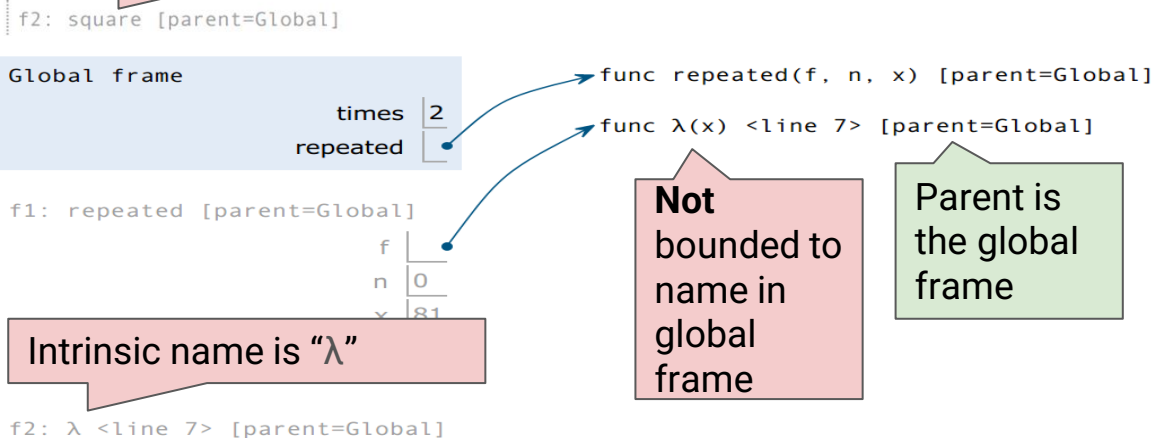 f2: square [parent=Global]
Global frame
times 2
repeated
func repeated(f, n, x) [parent=Global]
func λ(x) <line 7> [parent=Global]
f1: repeated [parent=Global]
f
n 0
x 81
Not
bounded to
name in
global
frame
Parent is
the global
frame
Intrinsic name is “λ”
f2: λ <line 7> [parent=Global]